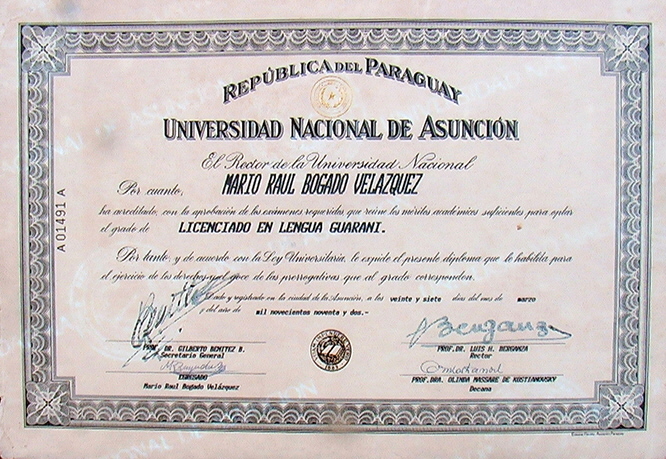 REPÚBLICA DEL PARAGUAY
UNIVERSIDAD NACIONAL DE ASUNCIÓN
El Rector de la Universidad Nacional
Por cuanto, MARIO RAUL BOGADO VELAZQUEZ
ha acreditado, con la aprobación de los exámenes requeridos que reúne los méritos académicos suficientes para optar
el grado de LICENCIADO EN LENGUA GUARANI.
Por tanto, y de acuerdo con la Ley Universitaria, le expide el presente diploma que lo habilita para
el ejercicio de los derechos y el goce de las prerrogativas que al grado corresponden.
Dado y registrado en la ciudad de la Asunción, a los veinte y siete días del mes de marzo
y del año de mil novecientos noventa y dos.-
A 01491 A
PROF. DR. GILBERTO BENITEZ B.
Secretario General
PROF.DR. LUIS H. BERGANZA
Rector
EGRESADO
Mario Raul Bogado Velázquez
PROF.DRA. OLINDA MASSARE DE KOSTIANOVSKY
Decana